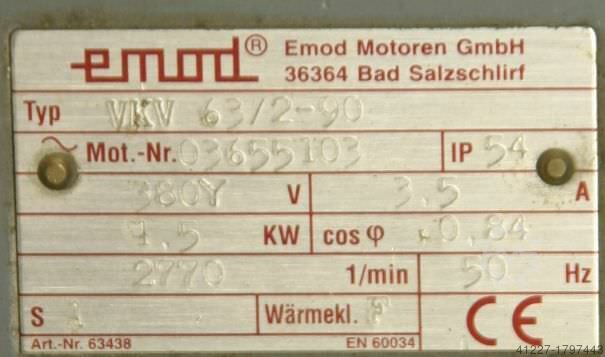 emod® Emod Motoren GmbH
36364 Bad Salzschlirf
Typ VKV 63/2-90
~ Mot.-Nr. 03655103 IP 54
380Y V 3.5 A
1.5 KW cos φ 0.84
2770 1/min 50 Hz
S 1 Wärmekl. F CE
Art.-Nr. 63438 EN 60034
41227-1797443